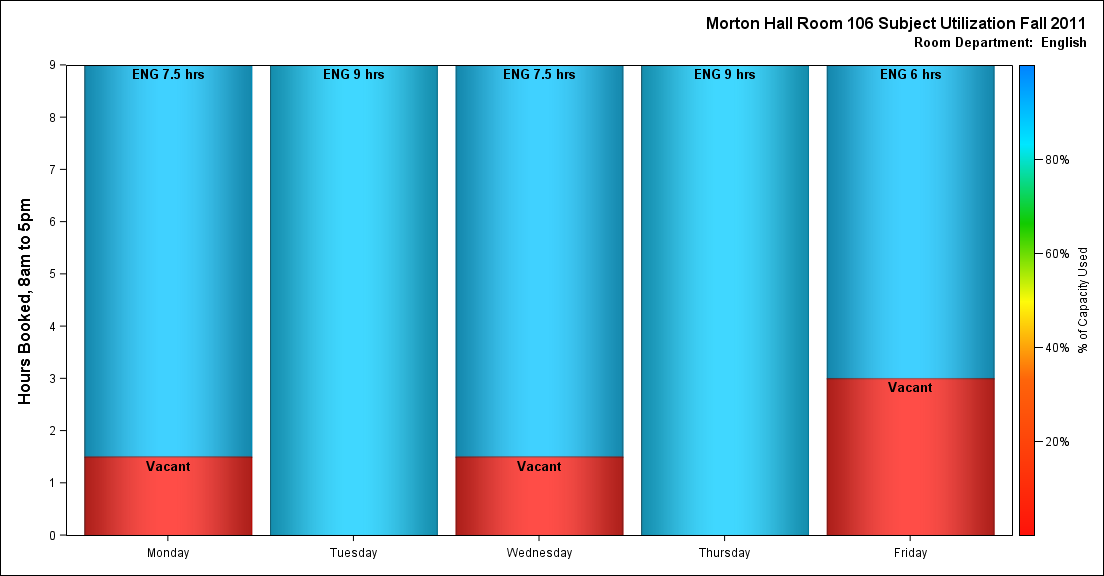 Morton Hall Room 106 Subject Utilization Fall 2011
Room Department:  English
Hours Booked, 8am to 5pm
9
8
7
6
5
4
3
2
1
0
ENG 7.5 hrs
ENG 9 hrs
ENG 7.5 hrs
ENG 9 hrs
ENG 6 hrs
Vacant
Vacant
Vacant
Monday
Tuesday
Wednesday
Thursday
Friday
80%
60%
40%
20%
% of Capacity Used